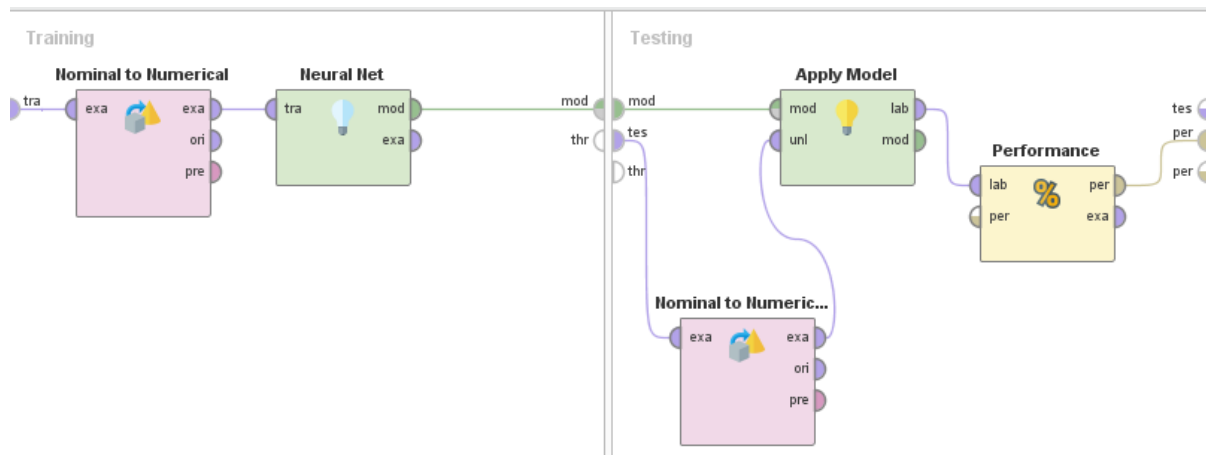 Training
Nominal to Numerical
Neural Net
tra
exa
exa
ori
pre
tra
mod
exa
mod
thr
Testing
Apply Model
mod
tes
thr
mod
unl
lab
mod
Performance
lab
per
per
exa
tes
per
per
Nominal to Numeric...
exa
exa
ori
pre